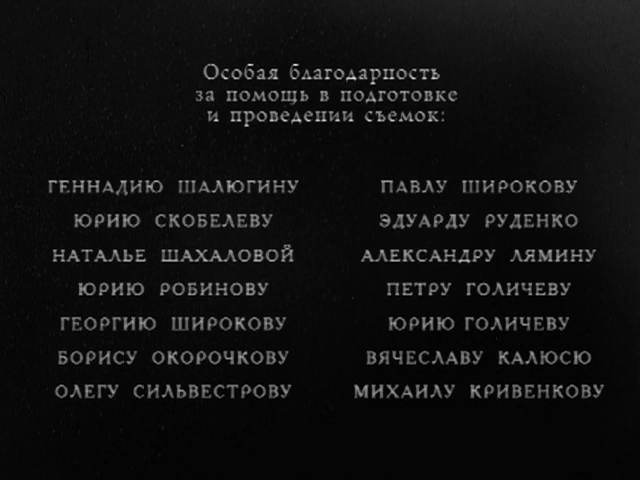 Особая благодарность
за помощь в подготовке
и проведении съемок:
ГЕННАДИЮ ШАЛЮГИНУ
ЮРИЮ СКОБЕЛЕВУ
НАТАЛЬЕ ШАХАЛОВОЙ
ЮРИЮ РОБИНОВУ
ГЕОРГИЮ ШИРОКОВУ
БОРИСУ ОКОРОЧКОВУ
ОЛЕГУ СИЛЬВЕСТРОВУ
ПАВЛУ ШИРОКОВУ
ЭДУАРДУ РУДЕНКО
АЛЕКСАНДРУ ЛЯМИНУ
ПЕТРУ ГОЛИЧЕВУ
ЮРИЮ ГОЛИЧЕВУ
ВЯЧЕСЛАВУ КАЛЮСЮ
МИХАИЛУ КРИВЕНКОВУ